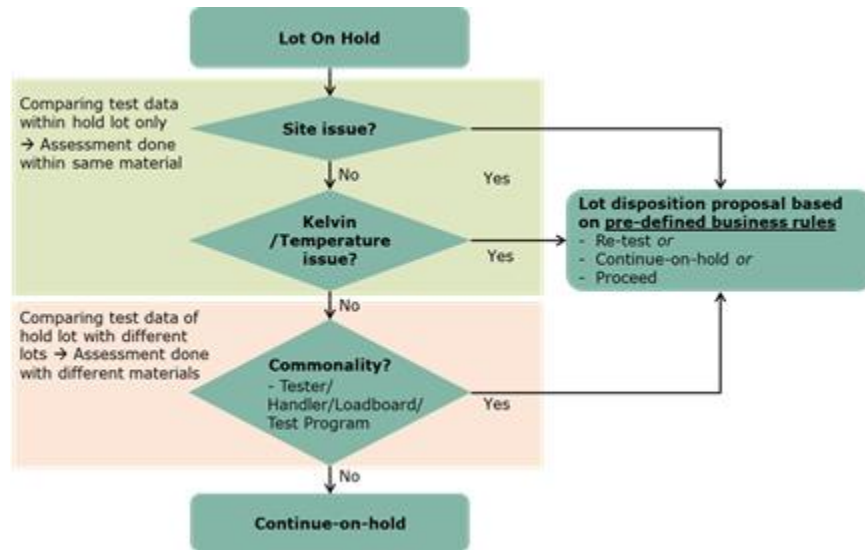 Lot On Hold
Comparing test data
within hold lot only
→ Assessment done
within same material
Site issue?
No
Yes
Kelvin
/Temperature
issue?
Yes
Lot disposition proposal based
on pre-defined business rules
- Re-test or
- Continue-on-hold or
- Proceed
No
Comparing test data of
hold lot with different
lots → Assessment done
with different materials
Commonality?
- Tester/
Handler/Loadboard/
Test Program
Yes
No
Continue-on-hold